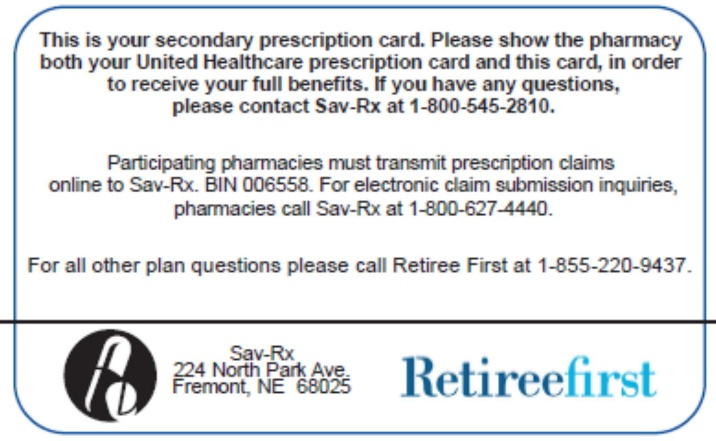 This is your secondary prescription card. Please show the pharmacy
both your United Healthcare prescription card and this card, in order
to receive your full benefits. If you have any questions,
please contact Sav-Rx at 1-800-545-2810.
Participating pharmacies must transmit prescription claims
online to Sav-Rx. BIN 006558. For electronic claim submission inquiries,
pharmacies call Sav-Rx at 1-800-627-4440.
For all other plan questions please call Retiree First at 1-855-220-9437.
Sav-Rx
224 North Park Ave.
Fremont, NE 68025
Retireefirst